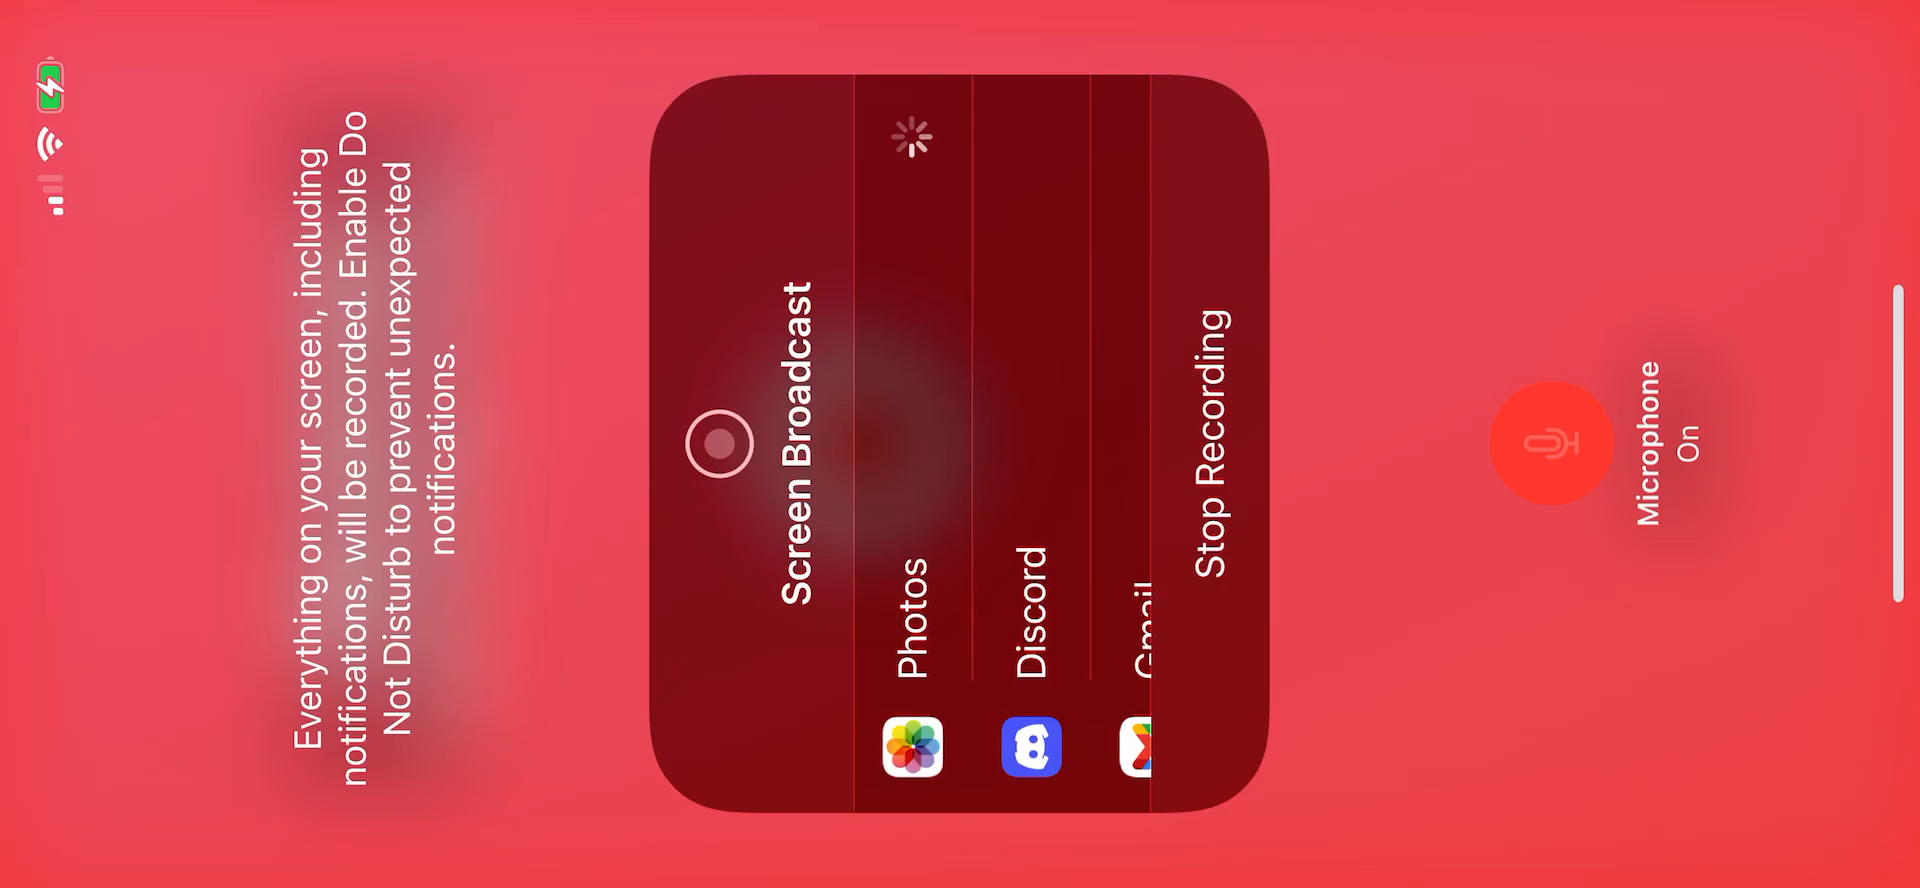 Everything on your screen, including
notifications, will be recorded. Enable Do
Not Disturb to prevent unexpected
notifications.
Screen Broadcast
Photos
Discord
Gmail
Stop Recording
Microphone
On